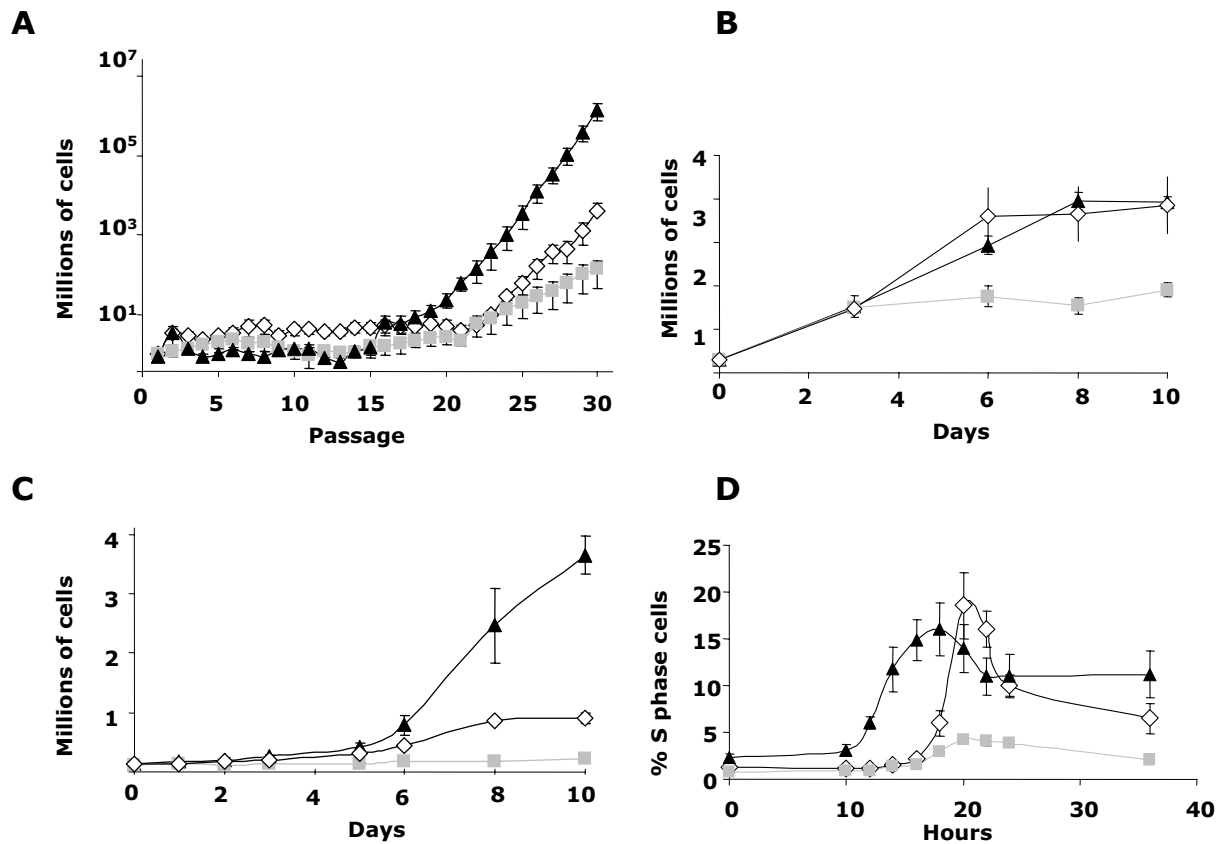 A
Millions of cells
10⁷
10⁵
10³
10¹
0 5 10 15 20 25 30
Passage
B
Millions of cells
4
3
2
1
0 2 4 6 8 10
Days
C
Millions of cells
4
3
2
1
0 2 4 6 8 10
Days
D
% S phase cells
25
20
15
10
5
0
0 10 20 30 40
Hours